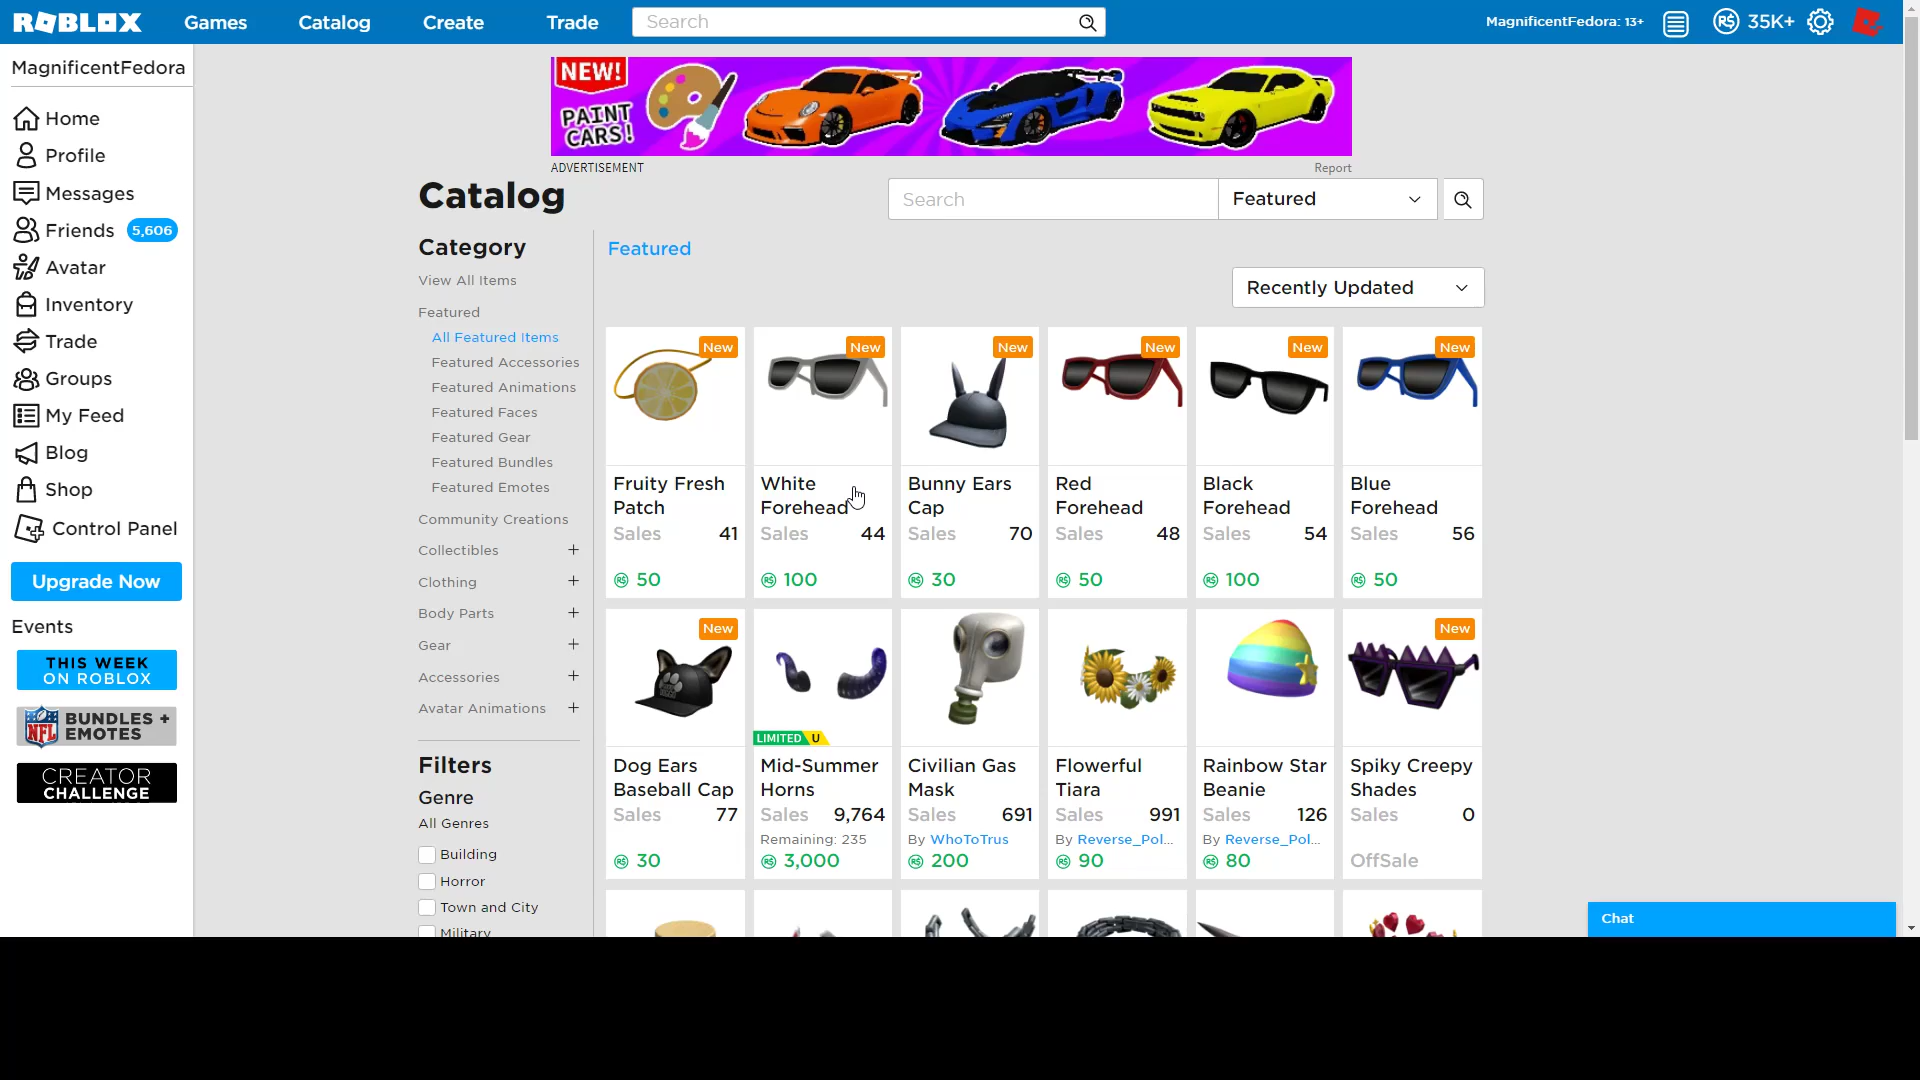 ROBLOX
Games
Catalog
Create
Trade
Search
MagnificentFedora: 13+
35K+
MagnificentFedora
Home
Profile
Messages
Friends 5,606
Avatar
Inventory
Trade
Groups
My Feed
Blog
Shop
Control Panel
Upgrade Now
Events
THIS WEEK
ON ROBLOX
NFL BUNDLES +
EMOTES
CREATOR
CHALLENGE
NEW!
PAINT
CARS!
ADVERTISEMENT
Report
Catalog
Search
Featured
Category
View All Items
Featured
All Featured Items
Featured Accessories
Featured Animations
Featured Faces
Featured Gear
Featured Bundles
Featured Emotes
Community Creations
Collectibles +
Clothing +
Body Parts +
Gear +
Accessories +
Avatar Animations +
Filters
Genre
All Genres
Building
Horror
Town and City
Military
Featured
Recently Updated
New
Fruity Fresh
Patch
Sales 41
50
New
White
Forehead
Sales 44
100
New
Bunny Ears
Cap
Sales 70
30
New
Red
Forehead
Sales 48
50
New
Black
Forehead
Sales 54
100
New
Blue
Forehead
Sales 56
50
New
Dog Ears
Baseball Cap
Sales 77
30
LIMITED U
Mid-Summer
Horns
Sales 9,764
Remaining: 235
3,000
Civilian Gas
Mask
Sales 691
By WhoToTrus
200
Flowerful
Tiara
Sales 991
By Reverse_Pol...
90
Rainbow Star
Beanie
Sales 126
By Reverse_Pol...
80
New
Spiky Creepy
Shades
Sales 0
OffSale
Chat